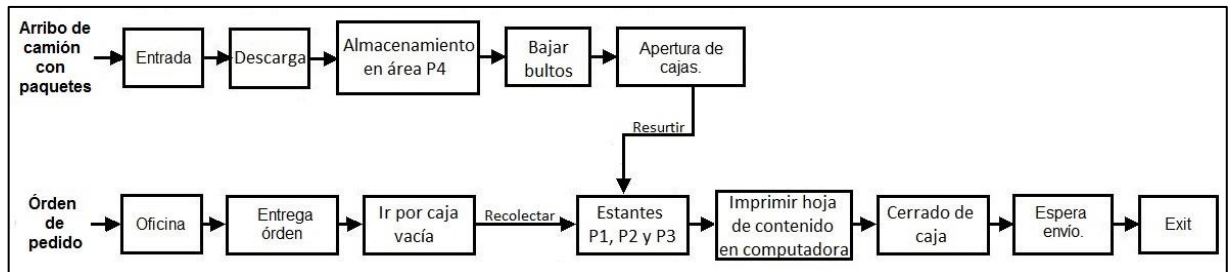 Arribo de
camión
con
paquetes
Entrada
Descarga
Almacenamiento
en área P4
Bajar
bultos
Apertura de
cajas.
Resurtir
Órden
de
pedido
Oficina
Entrega
órden
Ir por caja
vacía
Recolectar
Estantes
P1, P2 y P3
Imprimir hoja
de contenido
en computadora
Cerrado de
caja
Espera
envío.
Exit